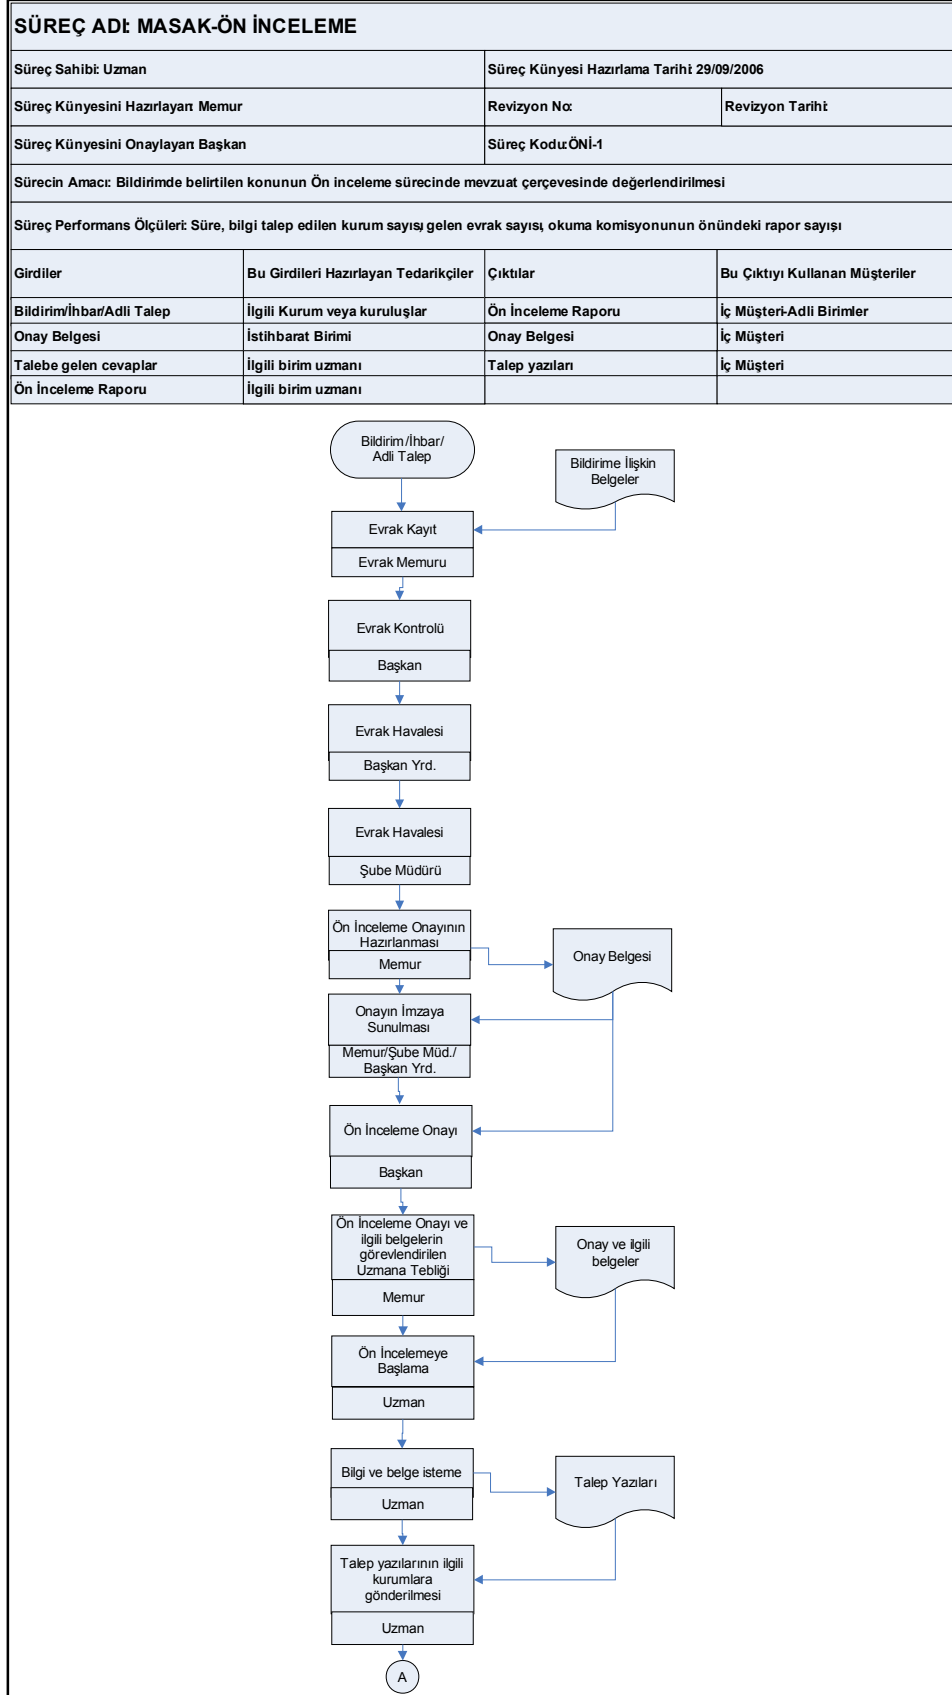 SÜREÇ ADI: MASAK-ÖN İNCELEME
Süreç Sahibi: Uzman
Süreç Künyesi Hazırlama Tarihi: 29/09/2006
Süreç Künyesini Hazırlayan: Memur
Revizyon No:
Revizyon Tarihi:
Süreç Künyesini Onaylayan: Başkan
Süreç Kodu:ÖNİ-1
Sürecin Amacı: Bildirimde belirtilen konunun Ön inceleme sürecinde mevzuat çerçevesinde değerlendirilmesi
Süreç Performans Ölçüleri: Süre, bilgi talep edilen kurum sayısı, gelen evrak sayısı, okuma komisyonunun önündeki rapor sayısı
Girdiler
Bu Girdileri Hazırlayan Tedarikçiler
Çıktılar
Bu Çıktıyı Kullanan Müşteriler
Bildirim/İhbar/Adli Talep
İlgili Kurum veya kuruluşlar
Ön İnceleme Raporu
İç Müşteri-Adli Birimler
Onay Belgesi
İstihbarat Birimi
Onay Belgesi
İç Müşteri
Talebe gelen cevaplar
İlgili birim uzmanı
Talep yazıları
İç Müşteri
Ön İnceleme Raporu
İlgili birim uzmanı
Bildirim/İhbar/
Adli Talep
Bildirime İlişkin
Belgeler
Evrak Kayıt
Evrak Memuru
Evrak Kontrolü
Başkan
Evrak Havalesi
Başkan Yrd.
Evrak Havalesi
Şube Müdürü
Ön İnceleme Onayının
Hazırlanması
Memur
Onay Belgesi
Onayın İmzaya
Sunulması
Memur/Şube Müd./
Başkan Yrd.
Ön İnceleme Onayı
Başkan
Ön İnceleme Onayı ve
ilgili belgelerin
görevlendirilen
Uzmana Tebliği
Memur
Onay ve ilgili
belgeler
Ön İncelemeye
Başlama
Uzman
Bilgi ve belge isteme
Uzman
Talep Yazıları
Talep yazılarının ilgili
kurumlara
gönderilmesi
Uzman
A